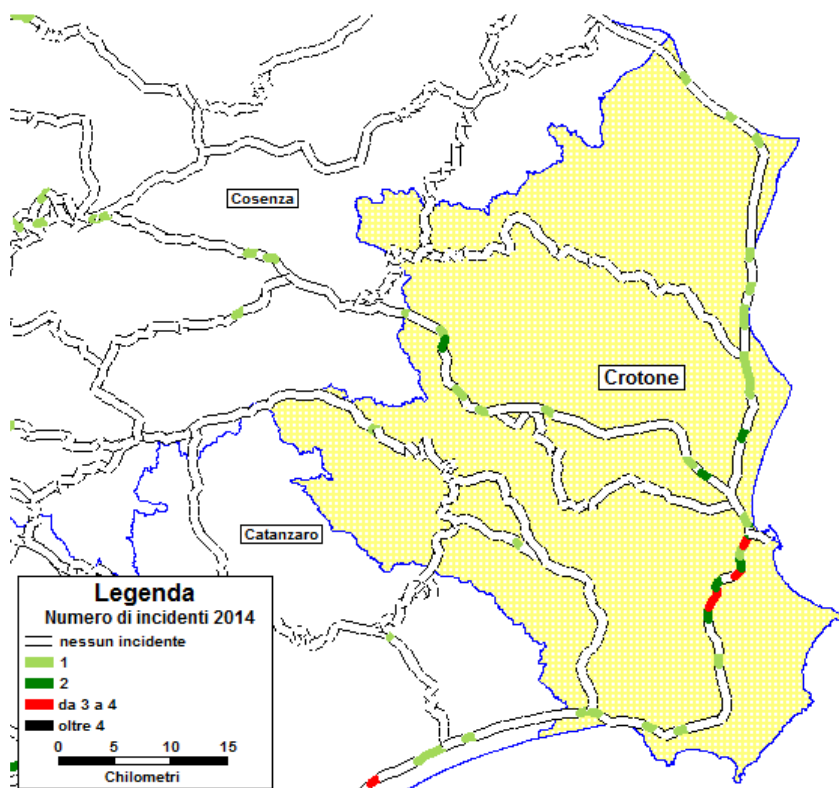 Cosenza
Crotone
Catanzaro
Legenda
Numero di incidenti 2014
nessun incidente
1
2
da 3 a 4
oltre 4
0 5 10 15
Chilometri